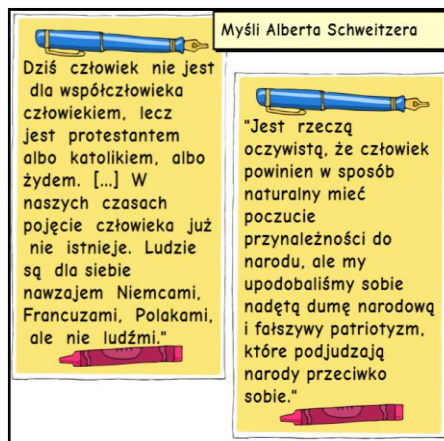 Myśli Alberta Schweitzera
Dziś człowiek nie jest
dla współczłowieka
człowiekiem, lecz
jest protestantem
albo katolikiem, albo
żydem. [...] W
naszych czasach
pojęcie człowieka już
nie istnieje. Ludzie
są dla siebie
nawzajem Niemcami,
Francuzami, Polakami,
ale nie ludźmi."
"Jest rzeczą
oczywistą, że człowiek
powinien w sposób
naturalny mieć
poczucie
przynależności do
narodu, ale my
upodobaliśmy sobie
nadętą dumę narodową
i fałszywy patriotyzm,
które podjudzają
narody przeciwko
sobie."